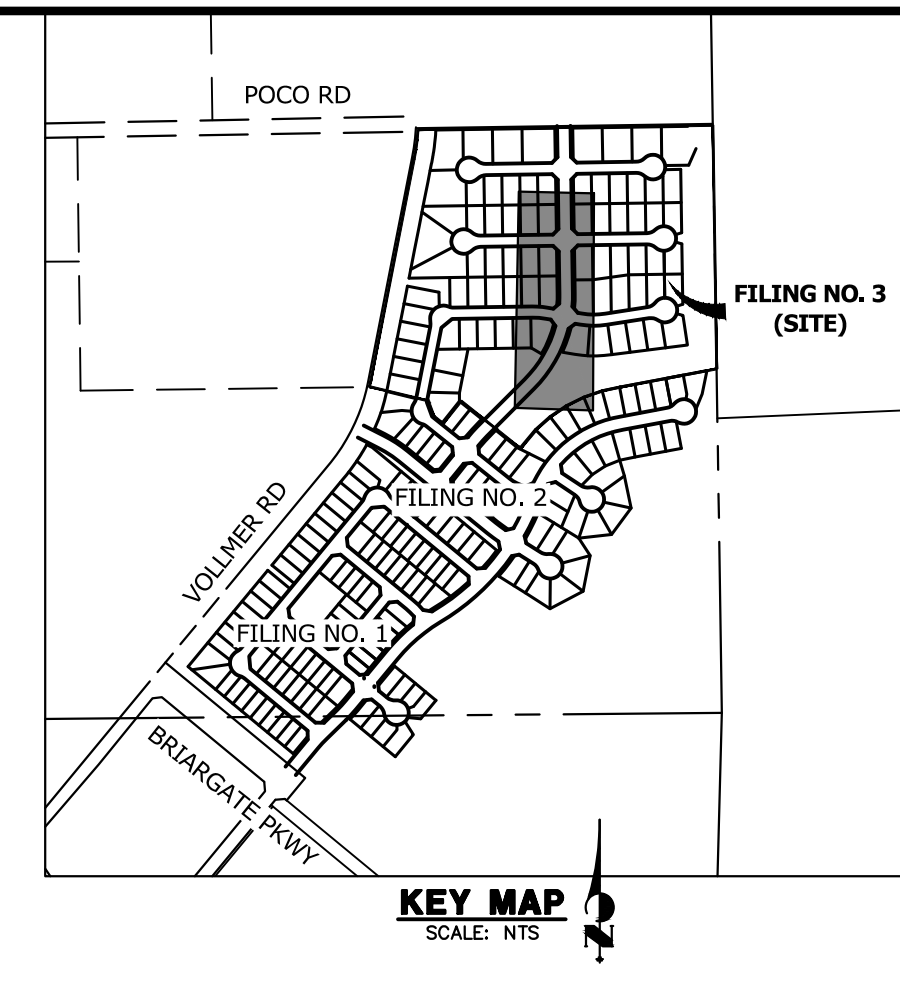 POCO RD
FILING NO. 3
(SITE)
FILING NO. 2
VOLLMER RD
FILING NO. 1
BRIARGATE PKWY
KEY MAP
SCALE: NTS
N